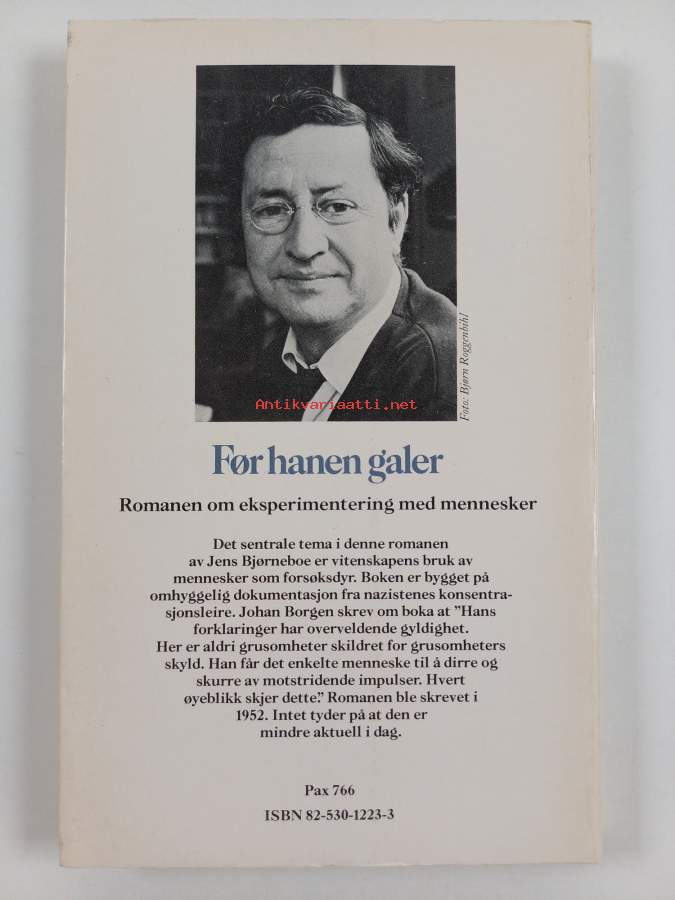 Foto: Bjørn Roggenbihl
Antikvariaatti.net
Før hanen galer
Romanen om eksperimentering med mennesker
Det sentrale tema i denne romanen
av Jens Bjørneboe er vitenskapens bruk av
mennesker som forsøksdyr. Boken er bygget på
omhyggelig dokumentasjon fra nazistenes konsentra-
sjonsleire. Johan Borgen skrev om boka at ”Hans
forklaringer har overveldende gyldighet.
Her er aldri grusomheter skildret for grusomheters
skyld. Han får det enkelte menneske til å dirre og
skurre av motstridende impulser. Hvert
øyeblikk skjer dette.” Romanen ble skrevet i
1952. Intet tyder på at den er
mindre aktuell i dag.
Pax 766
ISBN 82-530-1223-3